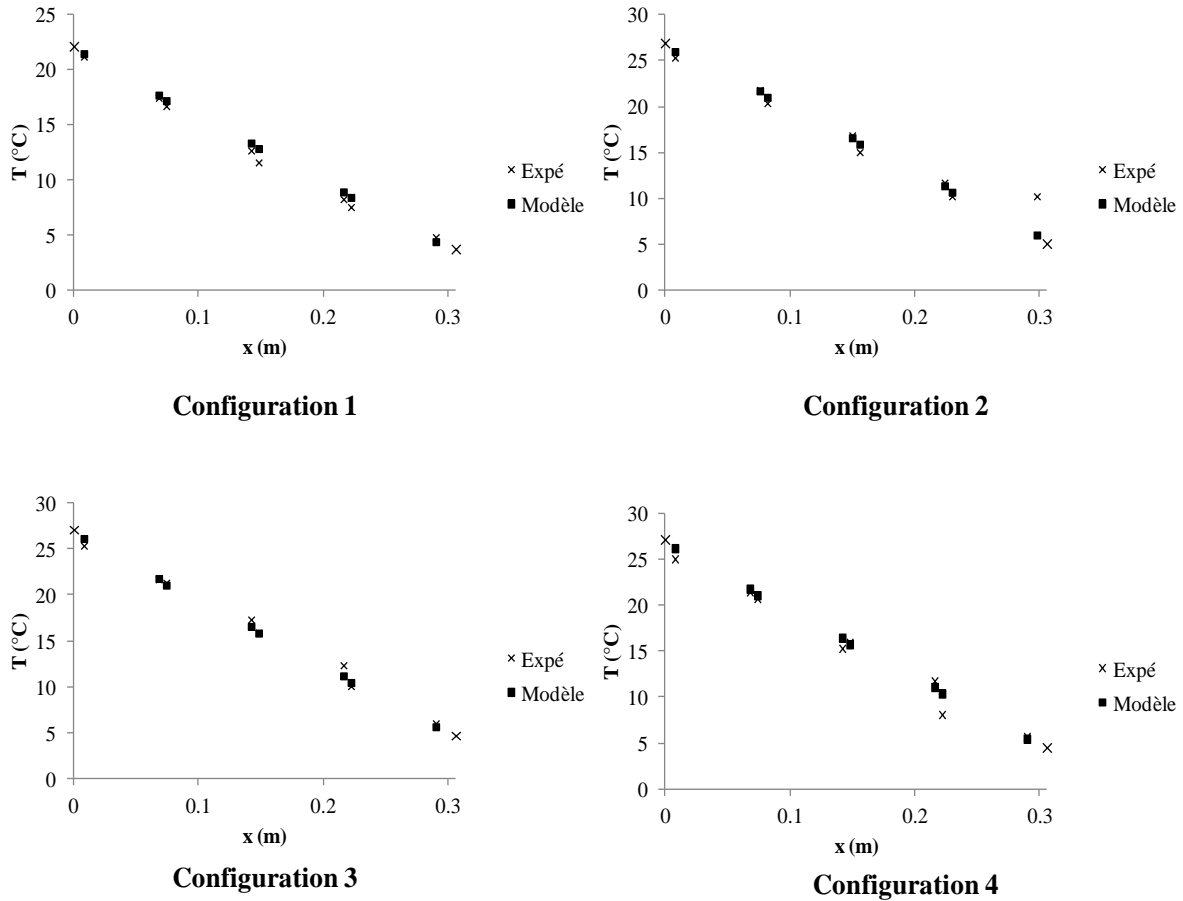 25
20
15
10
5
0
T (°C)
0 0.1 0.2 0.3
x (m)
× Expé
■ Modèle
Configuration 1
30
25
20
15
10
5
0
T (°C)
0 0.1 0.2 0.3
x (m)
× Expé
■ Modèle
Configuration 2
30
25
20
15
10
5
0
T (°C)
0 0.1 0.2 0.3
x (m)
× Expé
■ Modèle
Configuration 3
30
25
20
15
10
5
0
T (°C)
0 0.1 0.2 0.3
x (m)
× Expé
■ Modèle
Configuration 4